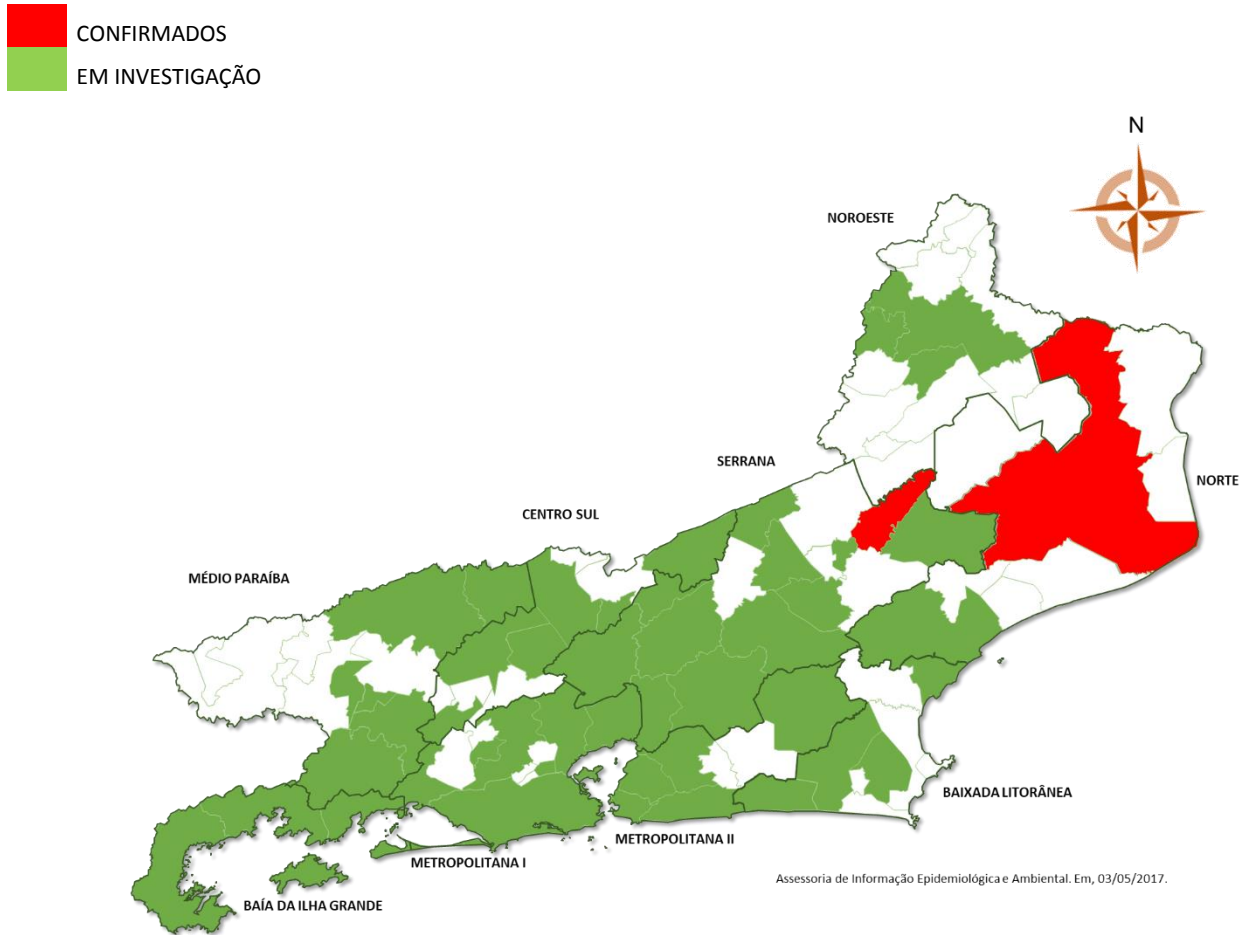 CONFIRMADOS
EM INVESTIGAÇÃO
N
NOROESTE
SERRANA
NORTE
CENTRO SUL
MÉDIO PARAÍBA
BAIXADA LITORÂNEA
METROPOLITANA II
METROPOLITANA I
Assessoria de Informação Epidemiológica e Ambiental. Em, 03/05/2017.
BAÍA DA ILHA GRANDE